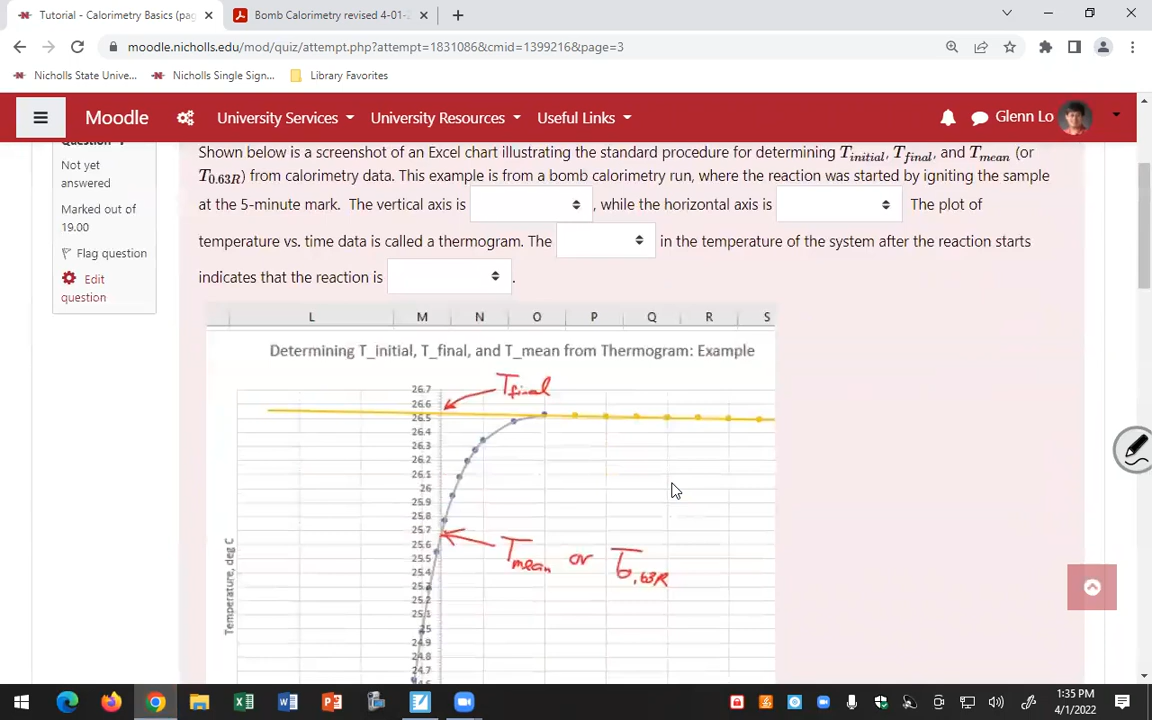 Tutorial - Calorimetry Basics (pag
Bomb Calorimetry revised 4-01-2
moodle.nicholls.edu/mod/quiz/attempt.php?attempt=1831086&cmid=1399216&page=3
Nicholls State Unive...
Nicholls Single Sign...
Library Favorites
Moodle
University Services
University Resources
Useful Links
Glenn Lo
Not yet
answered
Marked out of
19.00
Flag question
Edit
question
Shown below is a screenshot of an Excel chart illustrating the standard procedure for determining T_initial, T_final, and T_mean (or
T_0.63R) from calorimetry data. This example is from a bomb calorimetry run, where the reaction was started by igniting the sample
at the 5-minute mark. The vertical axis is , while the horizontal axis is The plot of
temperature vs. time data is called a thermogram. The in the temperature of the system after the reaction starts
indicates that the reaction is .
L M N O P Q R S
Determining T_initial, T_final, and T_mean from Thermogram: Example
Temperature, deg C
26.7
26.6
26.5
26.4
26.3
26.2
26.1
26
25.9
25.8
25.7
25.6
25.5
25.4
25.3
25.2
25.1
25
24.9
24.8
24.7
Tfinal
Tmean or T0.63R
1:35 PM
4/1/2022